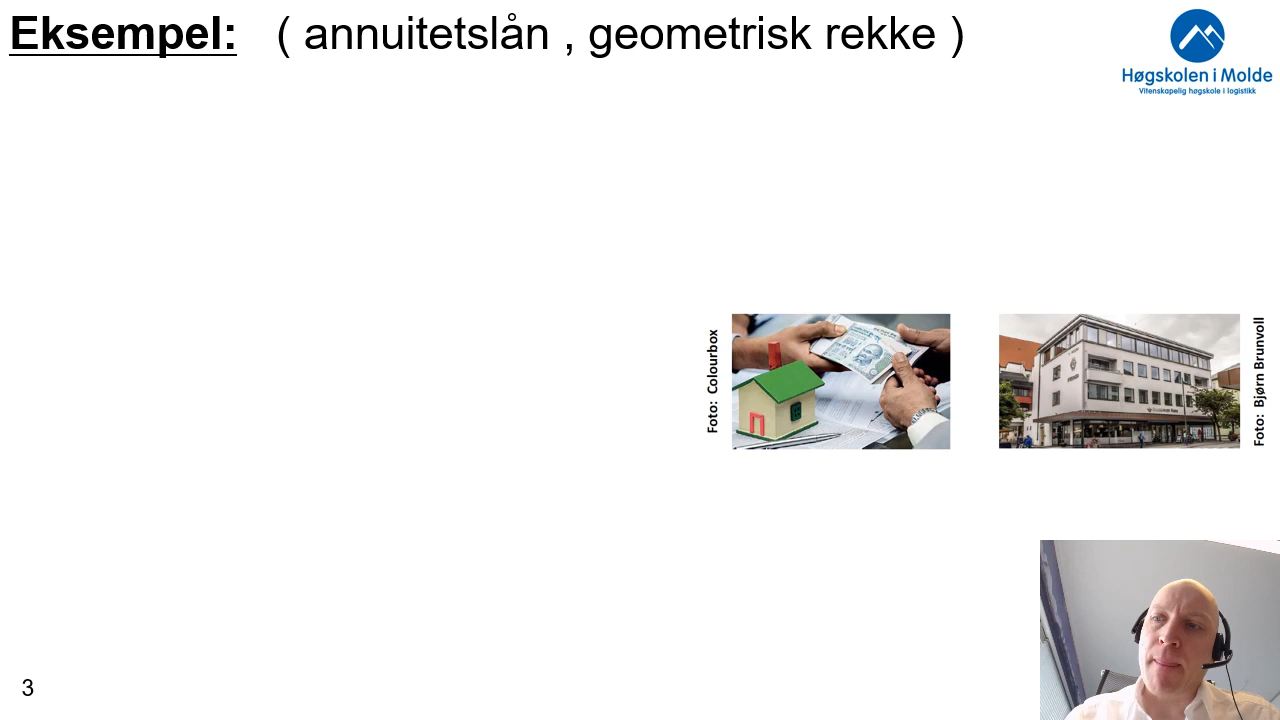 Eksempel: ( annuitetslån , geometrisk rekke )
Høgskolen i Molde
Vitenskapelig høgskole i logistikk
Foto: Colourbox
Foto: Bjørn Brunvoll
3